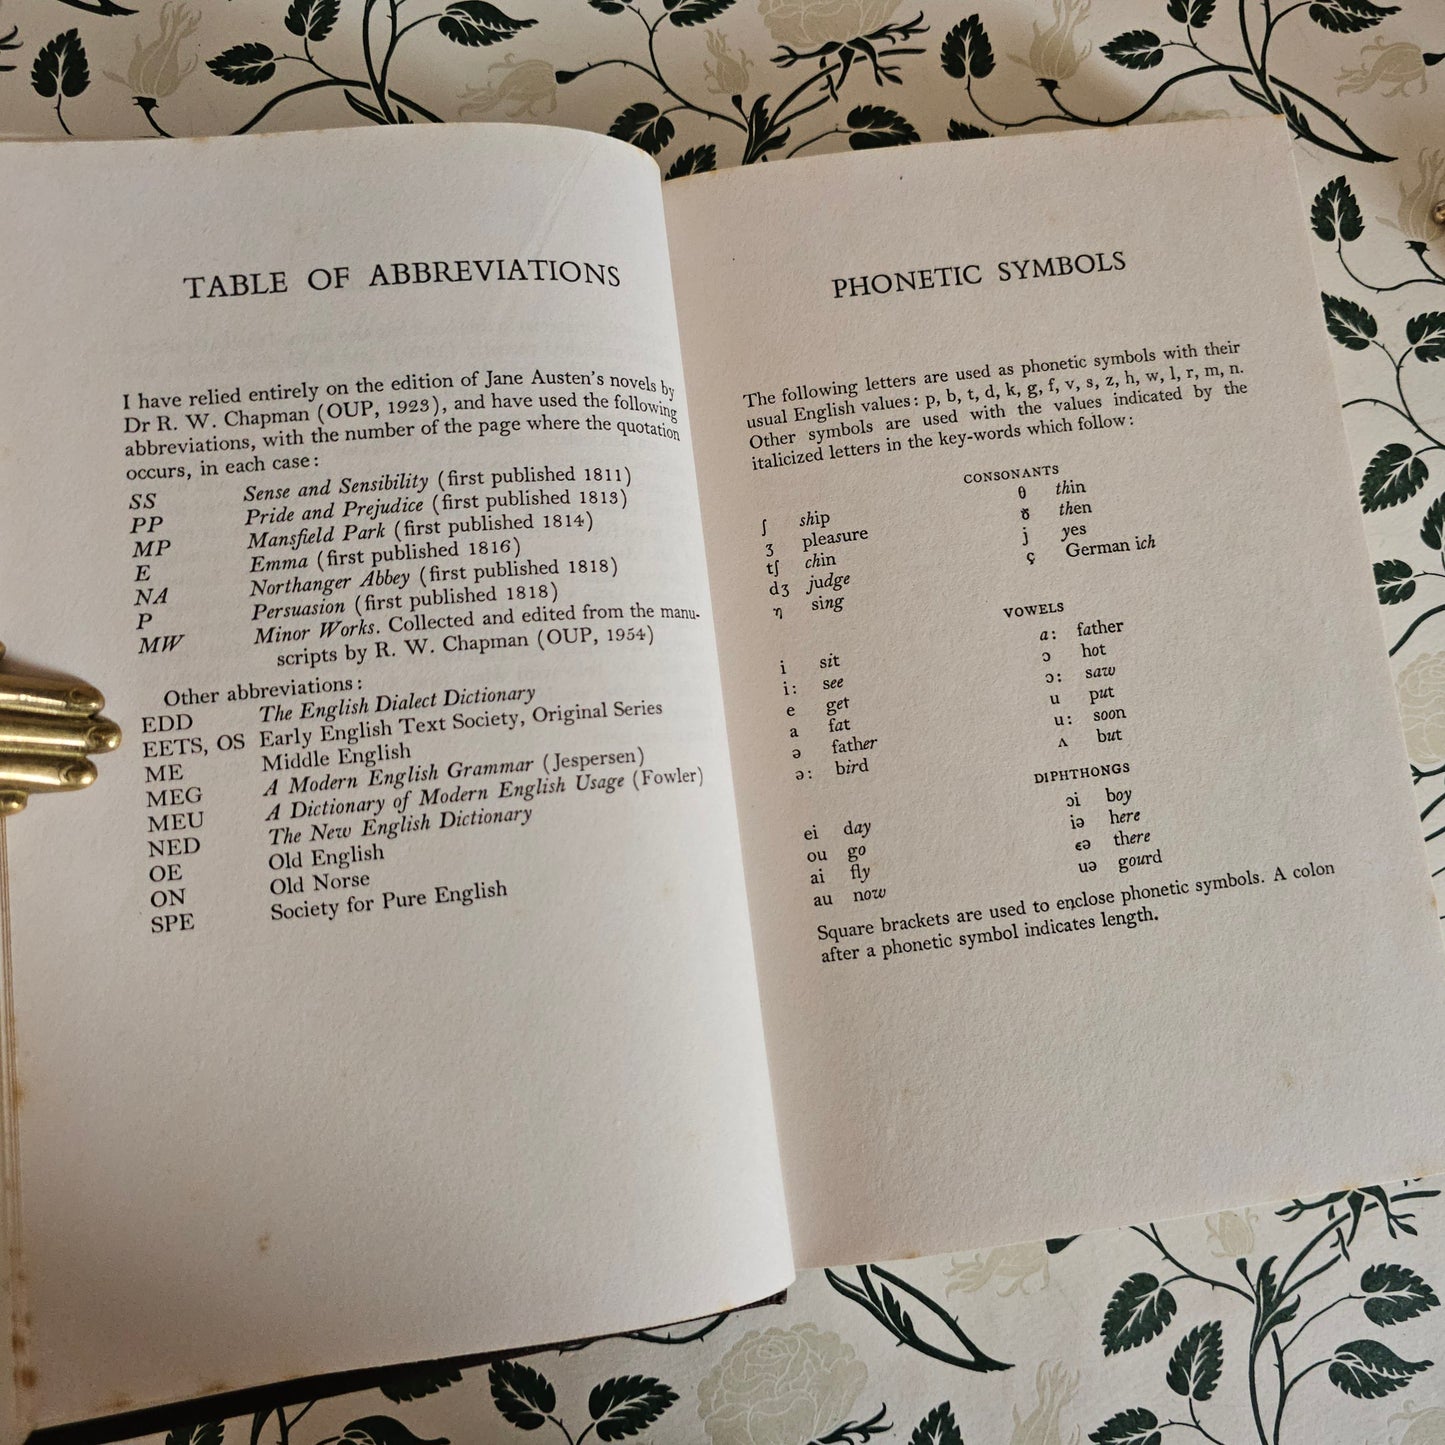 TABLE OF ABBREVIATIONS
I have relied entirely on the edition of Jane Austen's novels by
Dr R. W. Chapman (OUP, 1923), and have used the following
abbreviations, with the number of the page where the quotation
occurs, in each case:
SS Sense and Sensibility (first published 1811)
PP Pride and Prejudice (first published 1813)
MP Mansfield Park (first published 1814)
E Emma (first published 1816)
NA Northanger Abbey (first published 1818)
P Persuasion (first published 1818)
MW Minor Works. Collected and edited from the manu-
scripts by R. W. Chapman (OUP, 1954)
Other abbreviations:
EDD The English Dialect Dictionary
EETS, OS Early English Text Society, Original Series
ME Middle English
MEG A Modern English Grammar (Jespersen)
MEU A Dictionary of Modern English Usage (Fowler)
NED The New English Dictionary
OE Old English
ON Old Norse
SPE Society for Pure English
PHONETIC SYMBOLS
The following letters are used as phonetic symbols with their
usual English values: p, b, t, d, k, g, f, v, s, z, h, w, l, r, m, n.
Other symbols are used with the values indicated by the
italicized letters in the key-words which follow:
CONSONANTS
ʃ ship θ thin
ʒ pleasure ð then
tʃ chin j yes
dʒ judge ç German ich
ŋ sing
VOWELS
i sit a: father
i: see ɔ hot
e get ɔ: saw
a fat u put
ə father u: soon
ə: bird ʌ but
DIPHTHONGS
ei day ɔi boy
ou go iə here
ai fly ɛə there
au now uə gourd
Square brackets are used to enclose phonetic symbols. A colon
after a phonetic symbol indicates length.